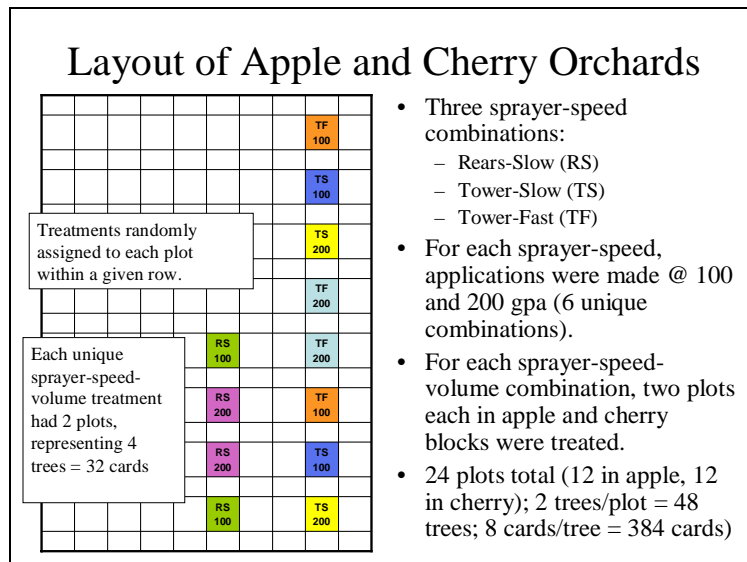 Layout of Apple and Cherry Orchards
TF
100
TS
100
TS
200
TF
200
RS
100
TF
200
RS
200
TF
100
RS
200
TS
100
RS
100
TS
200
Treatments randomly
assigned to each plot
within a given row.
Each unique
sprayer-speed-
volume treatment
had 2 plots,
representing 4
trees = 32 cards
• Three sprayer-speed
combinations:
– Rears-Slow (RS)
– Tower-Slow (TS)
– Tower-Fast (TF)
• For each sprayer-speed,
applications were made @ 100
and 200 gpa (6 unique
combinations).
• For each sprayer-speed-
volume combination, two plots
each in apple and cherry
blocks were treated.
• 24 plots total (12 in apple, 12
in cherry); 2 trees/plot = 48
trees; 8 cards/tree = 384 cards)